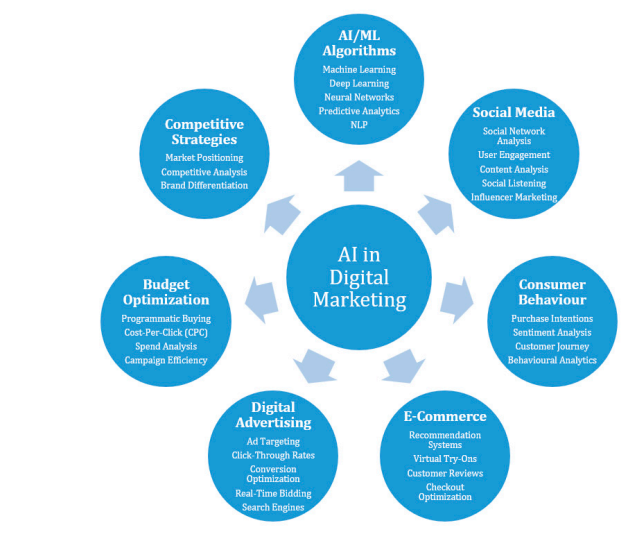 AI/ML
Algorithms
Machine Learning
Deep Learning
Neural Networks
Predictive Analytics
NLP
Social Media
Social Network
Analysis
User Engagement
Content Analysis
Social Listening
Influencer Marketing
Consumer
Behaviour
Purchase Intentions
Sentiment Analysis
Customer Journey
Behavioural Analytics
E-Commerce
Recommendation
Systems
Virtual Try-Ons
Customer Reviews
Checkout
Optimization
Digital
Advertising
Ad Targeting
Click-Through Rates
Conversion
Optimization
Real-Time Bidding
Search Engines
Budget
Optimization
Programmatic Buying
Cost-Per-Click (CPC)
Spend Analysis
Campaign Efficiency
Competitive
Strategies
Market Positioning
Competitive Analysis
Brand Differentiation
AI in
Digital
Marketing